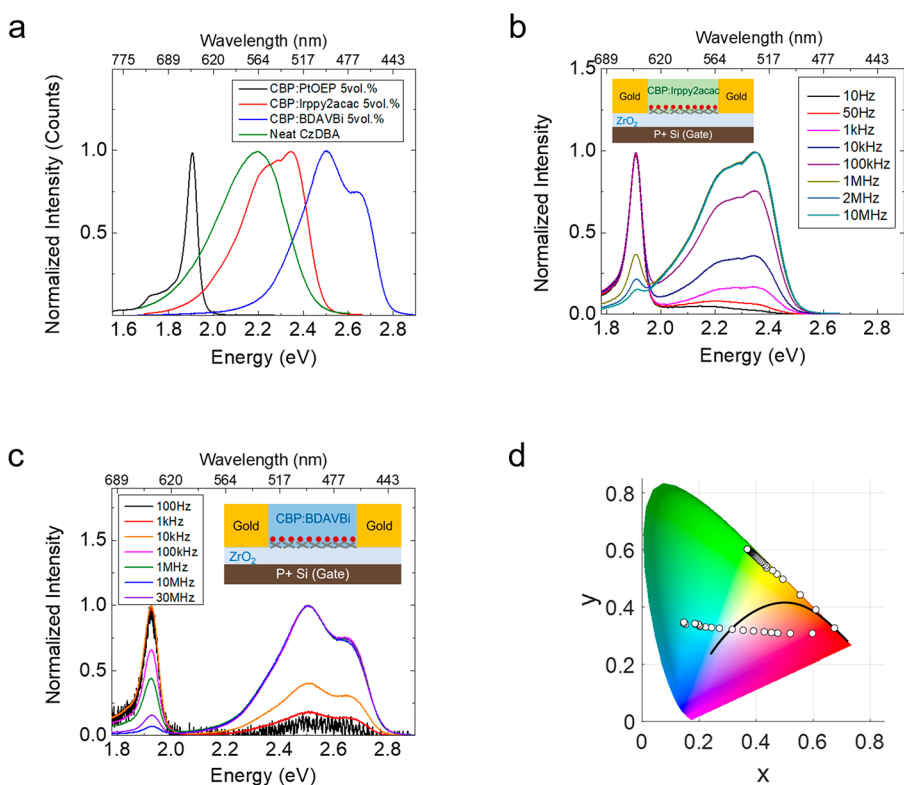 a
Wavelength (nm)
775 689 620 564 517 477 443
CBP:PtOEP 5vol.%
CBP:Irppy2acac 5vol.%
CBP:BDAVBi 5vol.%
Neat CzDBA
Normalized Intensity (Counts)
1.0
0.5
1.6 1.8 2.0 2.2 2.4 2.6 2.8
Energy (eV)
b
Wavelength (nm)
689 620 564 517 477 443
CBP:Irppy2acac
Gold Gold
ZrO2
P+ Si (Gate)
10Hz
50Hz
1kHz
10kHz
100kHz
1MHz
2MHz
10MHz
Normalized Intensity
1.5
1.0
0.5
0.0
1.8 2.0 2.2 2.4 2.6 2.8
Energy (eV)
c
Wavelength (nm)
689 620 564 517 477 443
100Hz
1kHz
10kHz
100kHz
1MHz
10MHz
30MHz
CBP:BDAVBi
Gold Gold
ZrO2
P+ Si (Gate)
Normalized Intensity
1.5
1.0
0.5
0.0
1.8 2.0 2.2 2.4 2.6 2.8
Energy (eV)
d
y
0.8
0.6
0.4
0.2
0
0 0.2 0.4 0.6 0.8
x